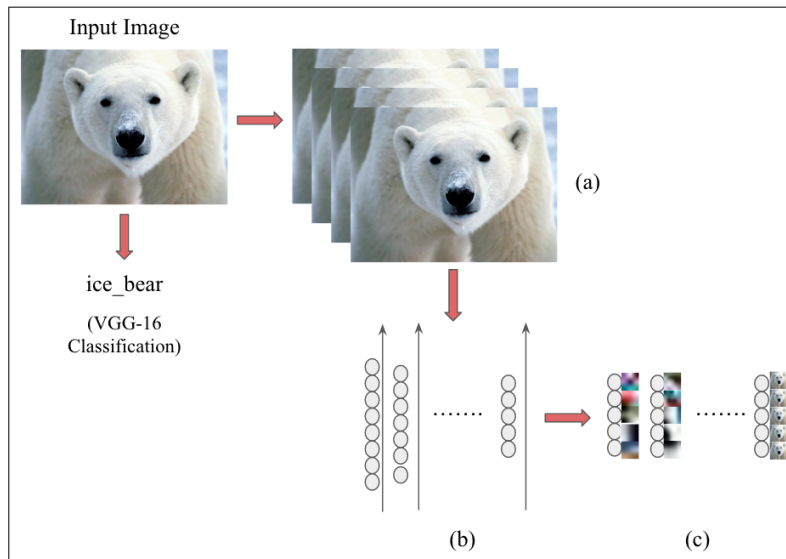 Input Image
(a)
ice_bear
(VGG-16
Classification)
(b)
(c)